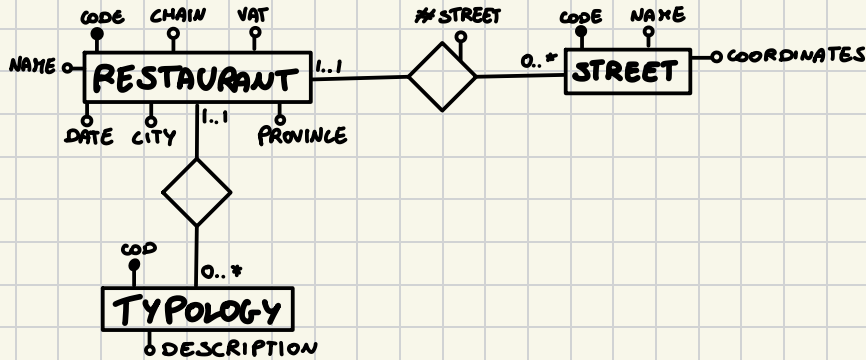 CODE CHAIN VAT # STREET CODE NAME
NAME RESTAURANT 1..1 0..* STREET COORDINATES
DATE CITY 1..1 PROVINCE
COD
0..*
TYPOLOGY
DESCRIPTION